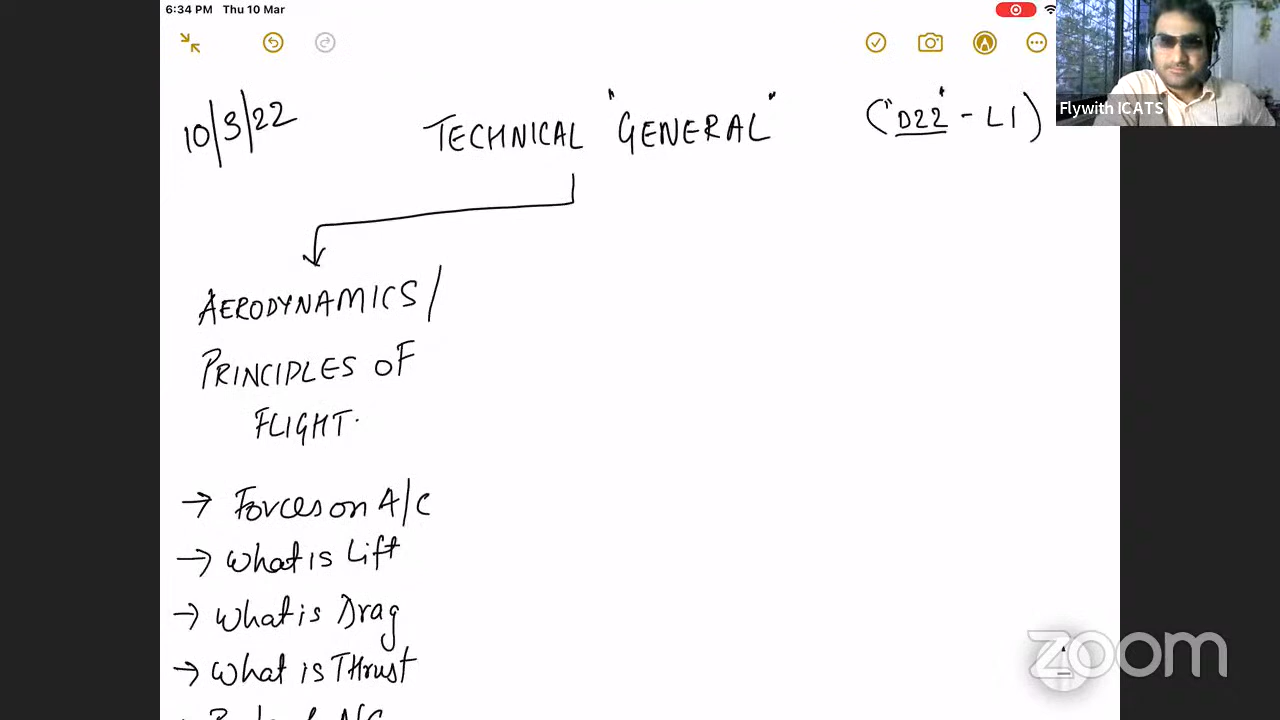 6:34 PM Thu 10 Mar
10/3/22
TECHNICAL "GENERAL"
("D22" - L1)
Flywith ICATS
AERODYNAMICS/
PRINCIPLES OF
FLIGHT.
→ Forces on A/C
→ What is Lift
→ What is Drag
→ What is Thrust
zoom